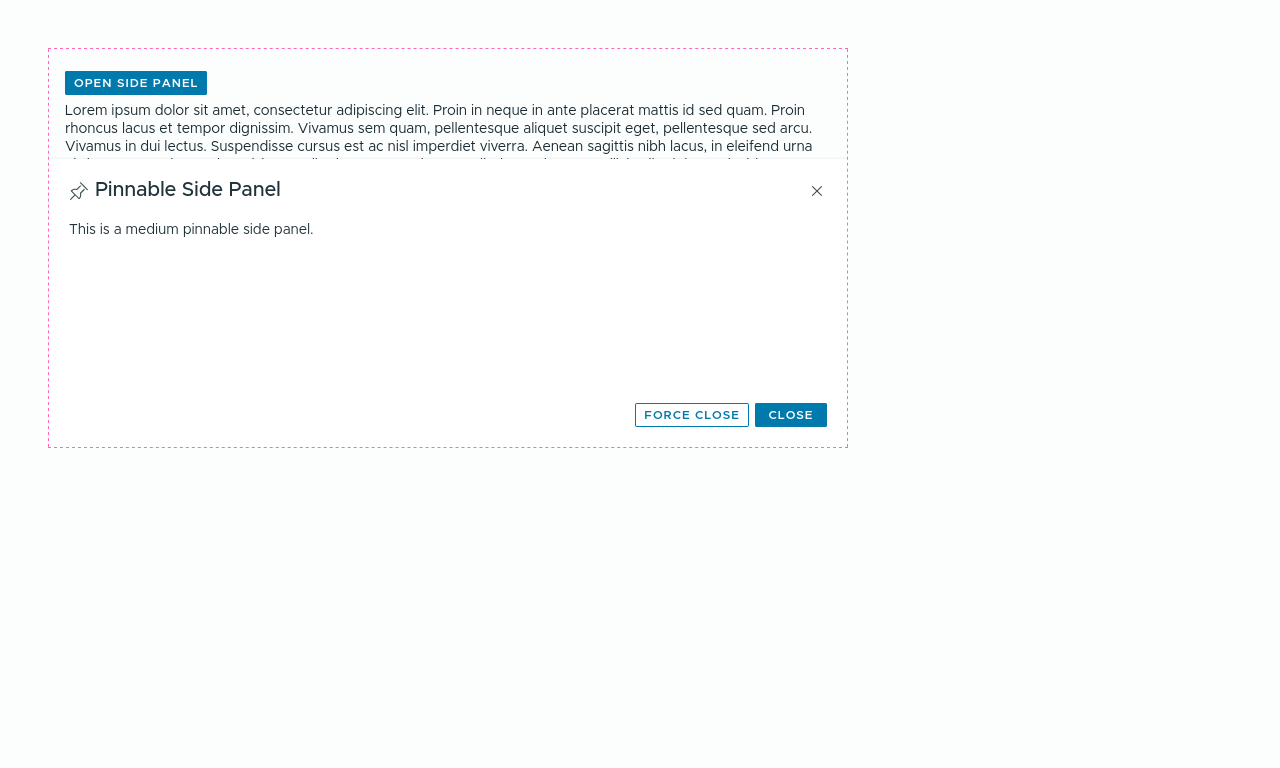 OPEN SIDE PANEL
Lorem ipsum dolor sit amet, consectetur adipiscing elit. Proin in neque in ante placerat mattis id sed quam. Proin
rhoncus lacus et tempor dignissim. Vivamus sem quam, pellentesque aliquet suscipit eget, pellentesque sed arcu.
Vivamus in dui lectus. Suspendisse cursus est ac nisl imperdiet viverra. Aenean sagittis nibh lacus, in eleifend urna
Pinnable Side Panel
This is a medium pinnable side panel.
FORCE CLOSE
CLOSE